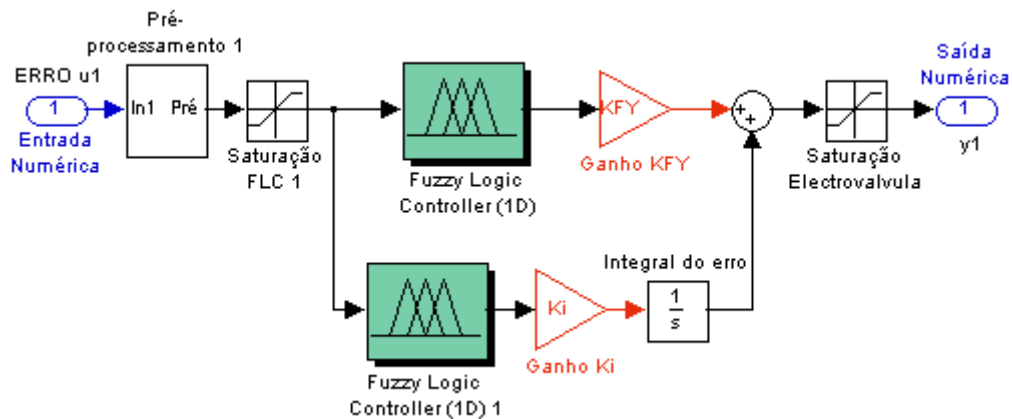 Pré-
processamento 1
ERRO u1
1
In1 Pré
Entrada
Numérica
Saturação
FLC 1
Fuzzy Logic
Controller (1D)
KFY
Ganho KFY
+
+
Saturação
Electrovalvula
Saída
Numérica
1
y1
Fuzzy Logic
Controller (1D) 1
Ki
Ganho Ki
Integral do erro
1
s